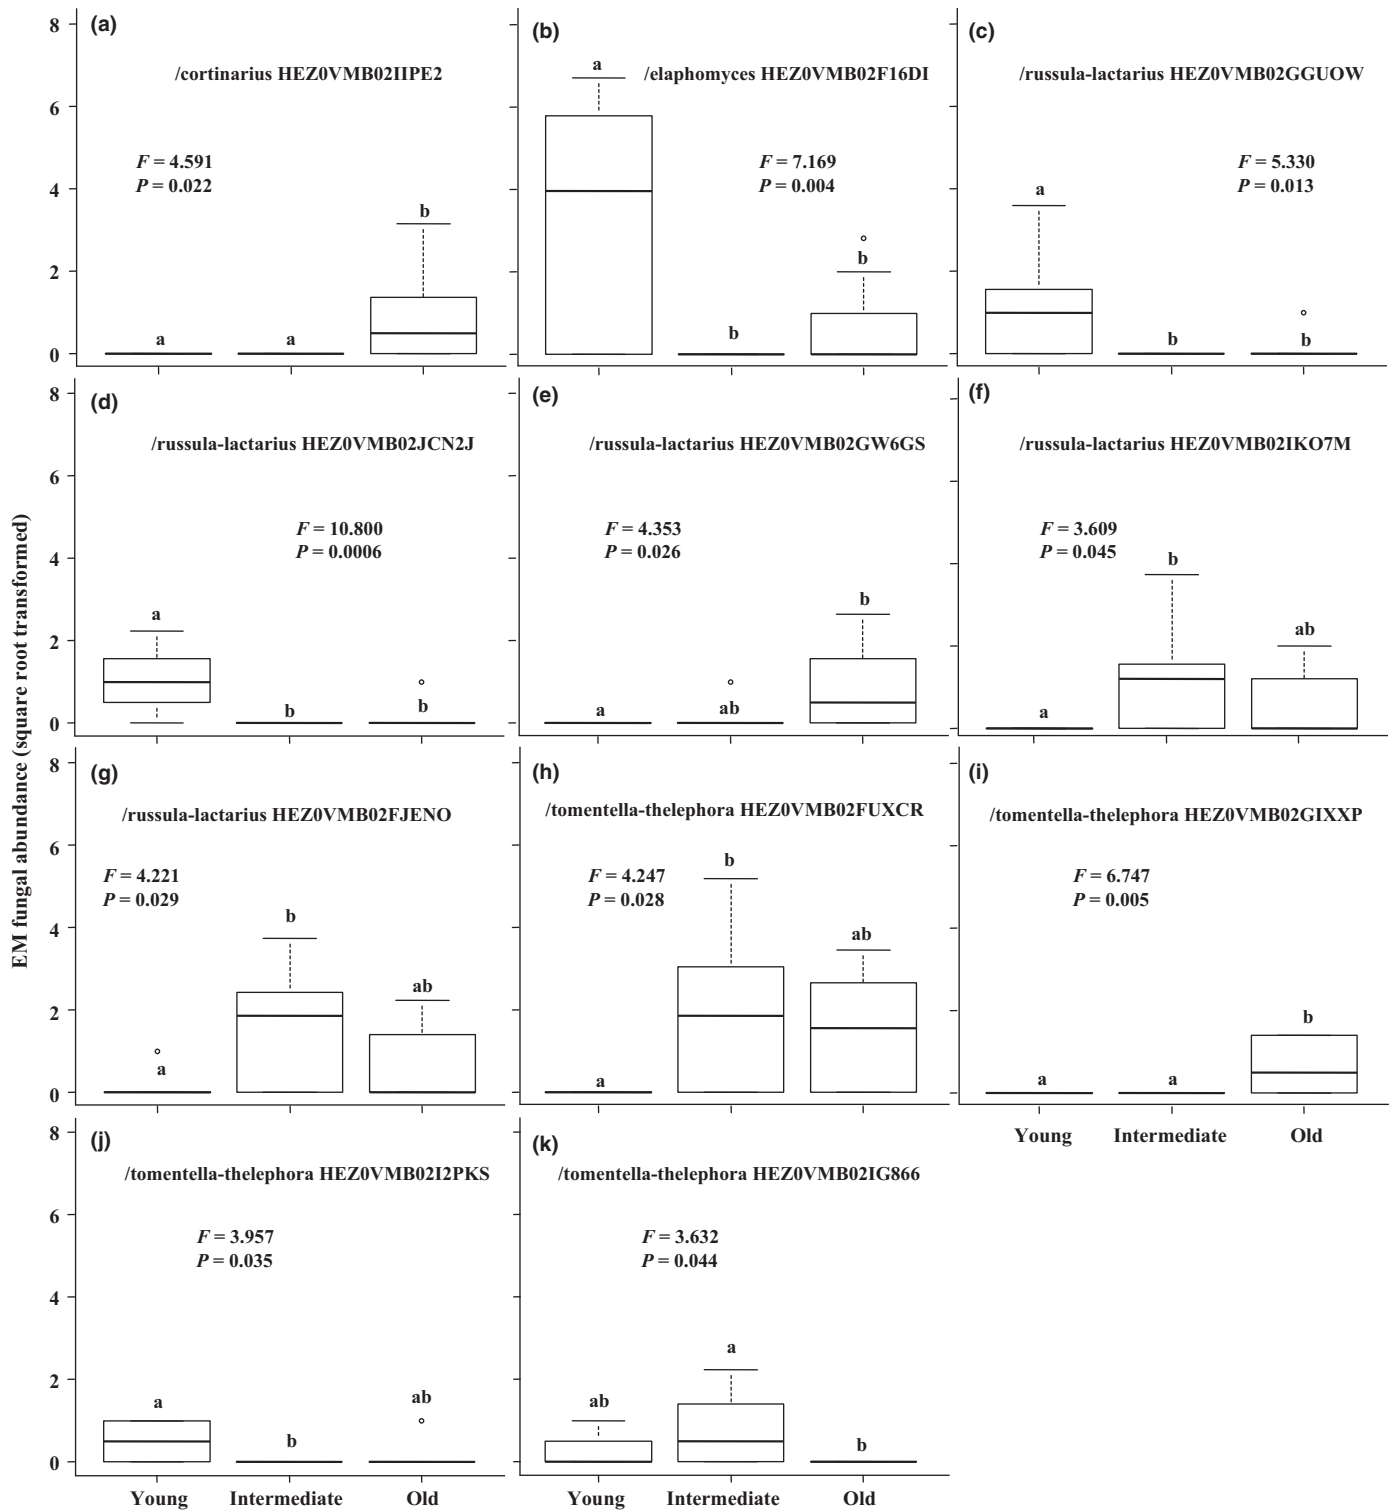 EM fungal abundance (square root transformed)
(a)
/cortinarius HEZ0VMB02IIPE2
F = 4.591
P = 0.022
8
6
4
2
0
a
a
b
(b)
/elaphomyces HEZ0VMB02F16DI
F = 7.169
P = 0.004
a
b
b
(c)
/russula-lactarius HEZ0VMB02GGUOW
F = 5.330
P = 0.013
a
b
b
(d)
/russula-lactarius HEZ0VMB02JCN2J
F = 10.800
P = 0.0006
8
6
4
2
0
a
b
b
(e)
/russula-lactarius HEZ0VMB02GW6GS
F = 4.353
P = 0.026
a
ab
b
(f)
/russula-lactarius HEZ0VMB02IKO7M
F = 3.609
P = 0.045
a
b
ab
(g)
/russula-lactarius HEZ0VMB02FJENO
F = 4.221
P = 0.029
8
6
4
2
0
a
b
ab
(h)
/tomentella-thelephora HEZ0VMB02FUXCR
F = 4.247
P = 0.028
a
b
ab
(i)
/tomentella-thelephora HEZ0VMB02GIXXP
F = 6.747
P = 0.005
a
a
b
Young Intermediate Old
(j)
/tomentella-thelephora HEZ0VMB02I2PKS
F = 3.957
P = 0.035
8
6
4
2
0
a
b
ab
Young Intermediate Old
(k)
/tomentella-thelephora HEZ0VMB02IG866
F = 3.632
P = 0.044
ab
a
b
Young Intermediate Old